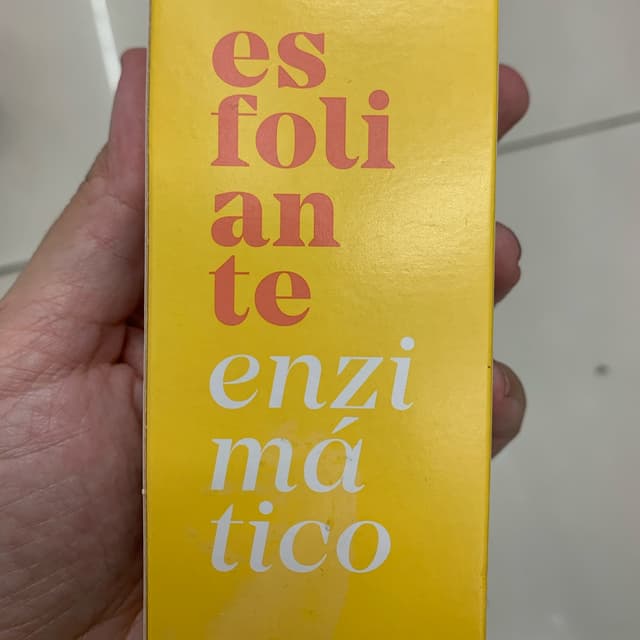 es
foli
an
te
enzi
má
tico